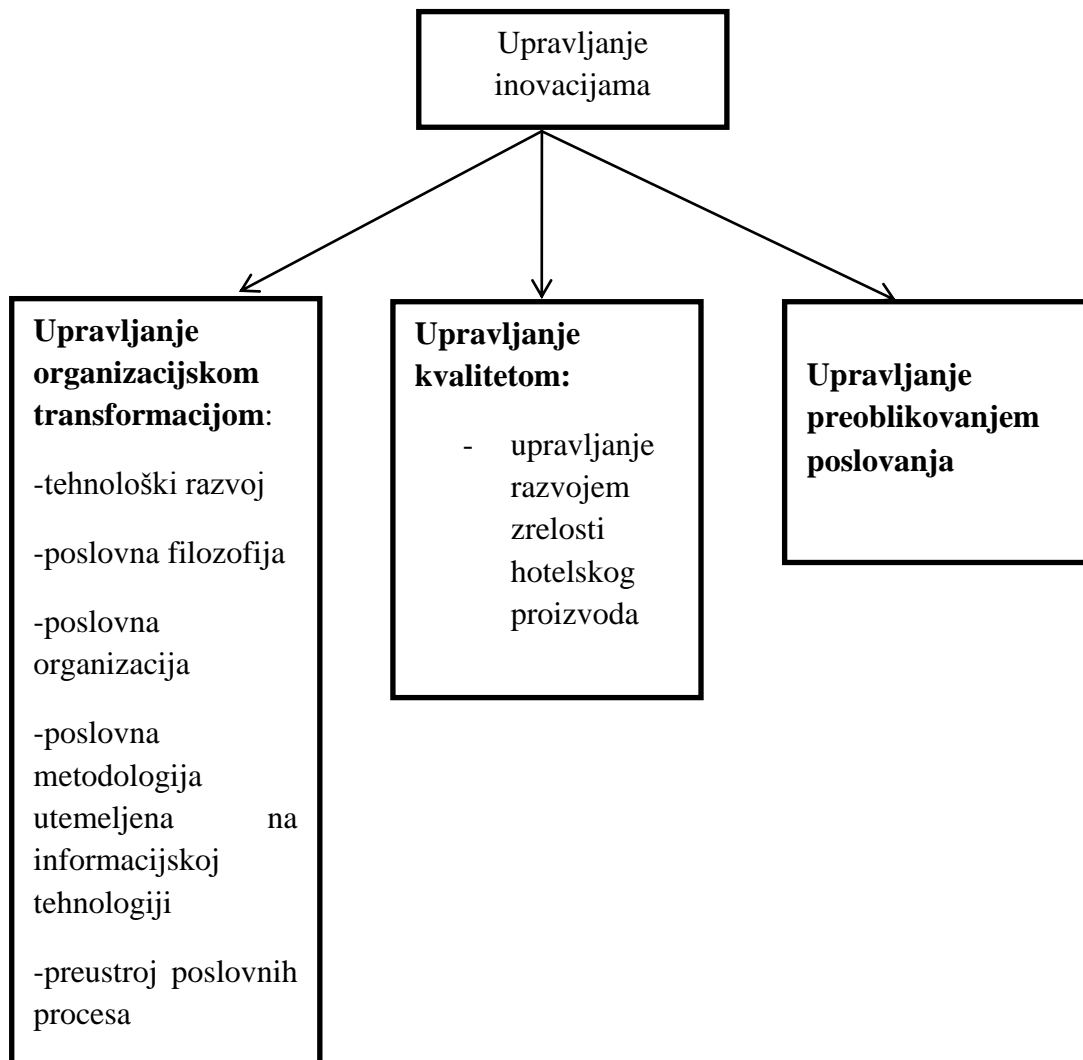 Upravljanje
inovacijama
Upravljanje
organizacijskom
transformacijom:
-tehnološki razvoj
-poslovna filozofija
-poslovna
organizacija
-poslovna
metodologija
utemeljena na
informacijskoj
tehnologiji
-preustroj poslovnih
procesa
Upravljanje
kvalitetom:
- upravljanje
razvojem
zrelosti
hotelskog
proizvoda
Upravljanje
preoblikovanjem
poslovanja